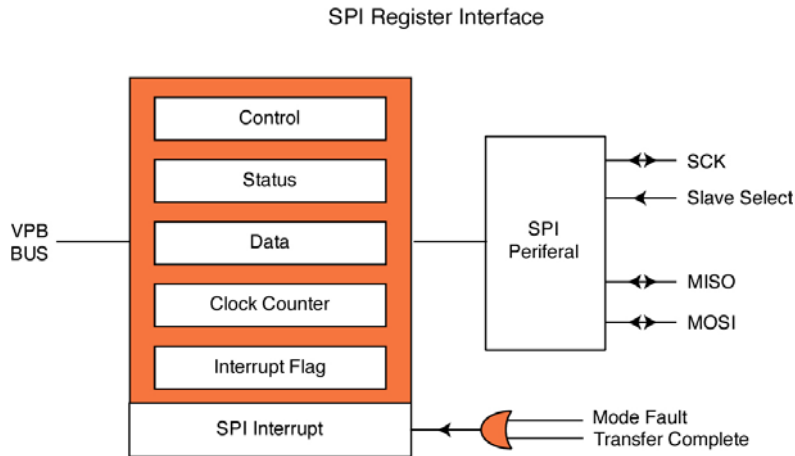 SPI Register Interface
Control
Status
Data
Clock Counter
Interrupt Flag
SPI Interrupt
VPB
BUS
SPI
Periferal
SCK
Slave Select
MISO
MOSI
Mode Fault
Transfer Complete